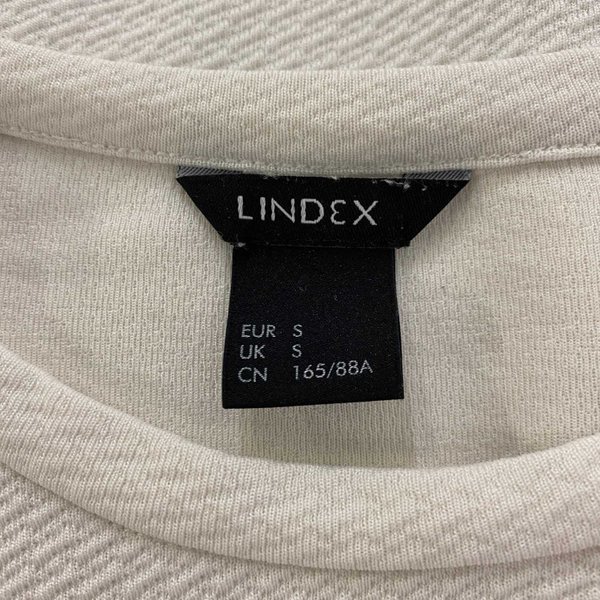 LINDEX
EUR S
UK S
CN 165/88A